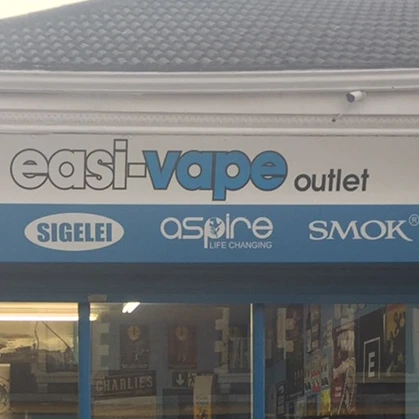 easi-vape outlet
SIGELEI aspire SMOK®
LIFE CHANGING
CHARLIES
E